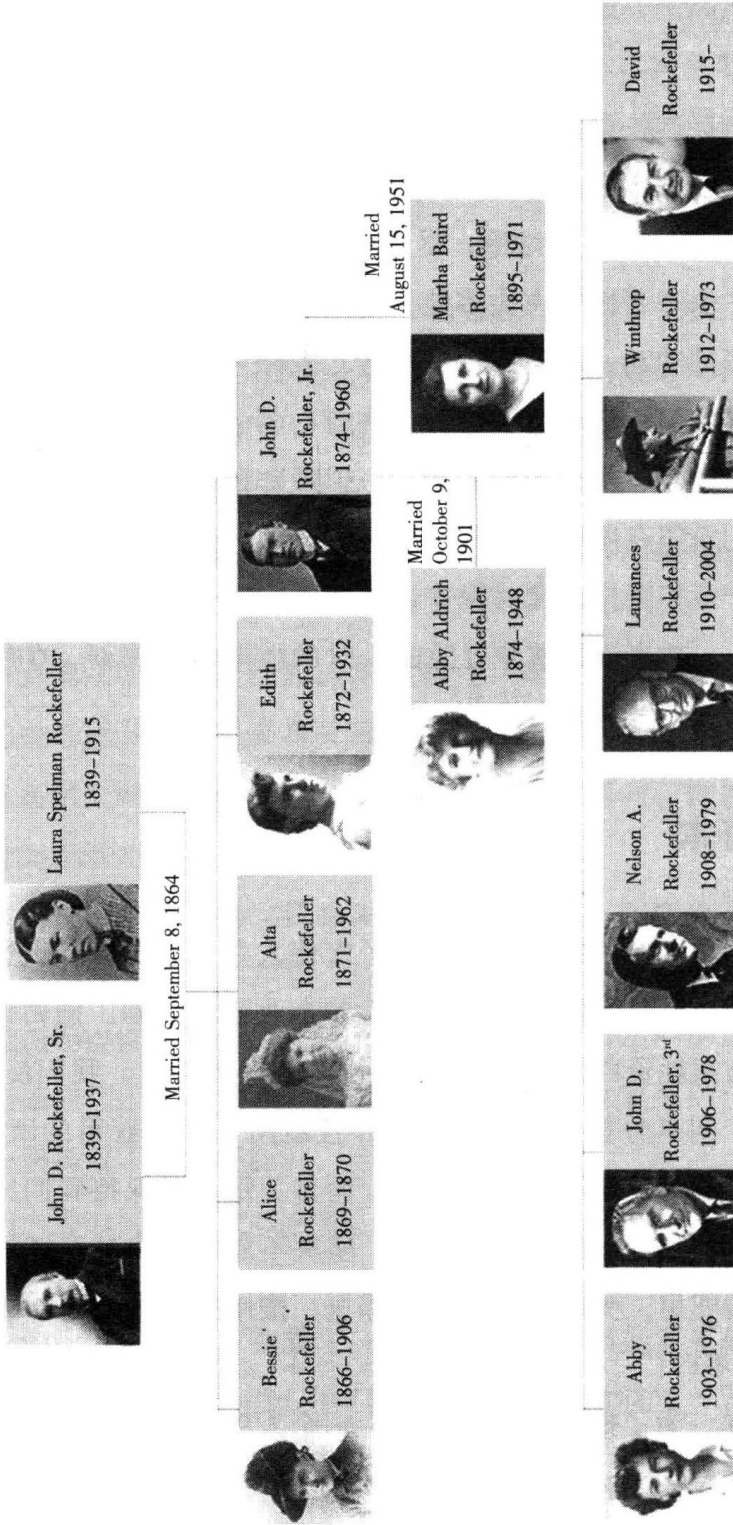 John D. Rockefeller, Sr.
1839–1937
Laura Spelman Rockefeller
1839–1915
Married September 8, 1864
Bessie
Rockefeller
1866–1906
Alice
Rockefeller
1869–1870
Alta
Rockefeller
1871–1962
Edith
Rockefeller
1872–1932
John D.
Rockefeller, Jr.
1874–1960
Married
August 15, 1951
Abby Aldrich
Rockefeller
1874–1948
Married
October 9,
1901
Martha Baird
Rockefeller
1895–1971
Abby
Rockefeller
1903–1976
John D.
Rockefeller, 3rd
1906–1978
Nelson A.
Rockefeller
1908–1979
Laurances
Rockefeller
1910–2004
Winthrop
Rockefeller
1912–1973
David
Rockefeller
1915–